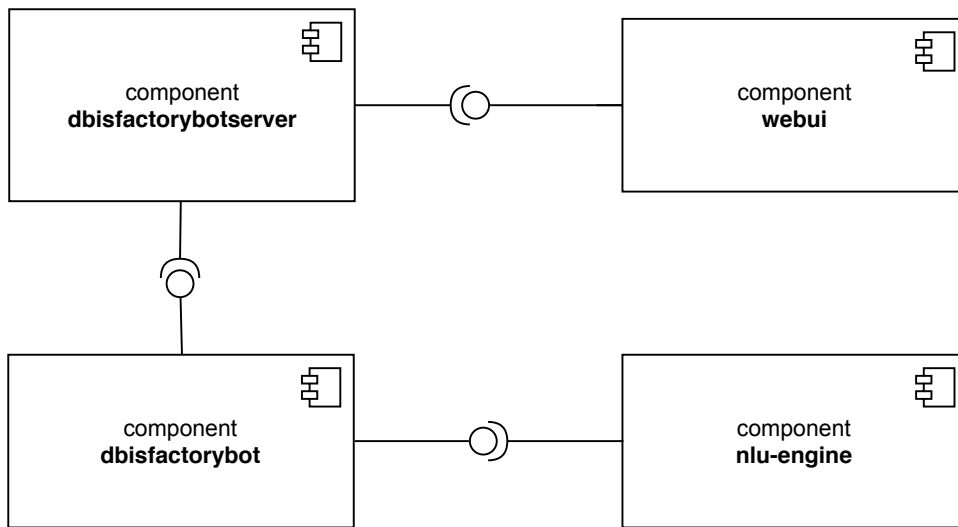 component
dbisfactorybotserver
component
webui
component
dbisfactorybot
component
nlu-engine